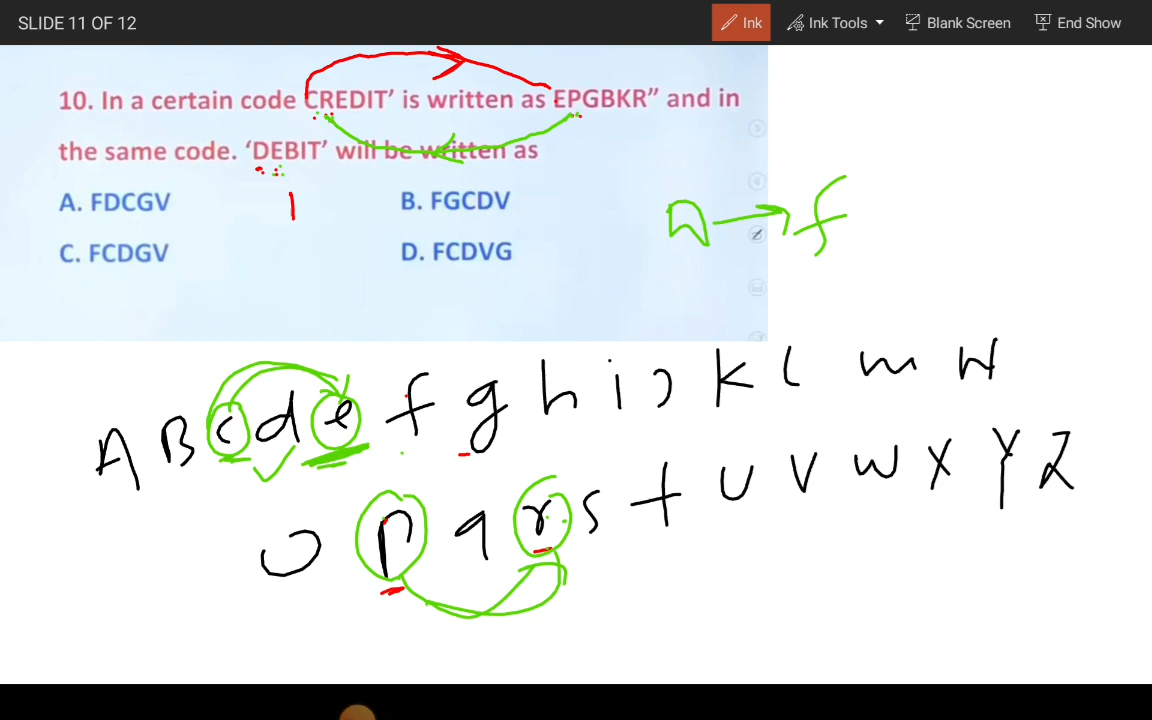 SLIDE 11 OF 12
Ink
Ink Tools
Blank Screen
End Show
10. In a certain code CREDIT’ is written as EPGBKR” and in
the same code. ‘DEBIT’ will be written as
A. FDCGV
B. FGCDV
C. FCDGV
D. FCDVG
D → f
A B c d e f g h i j k l m N
O p q r s t u v w x y z